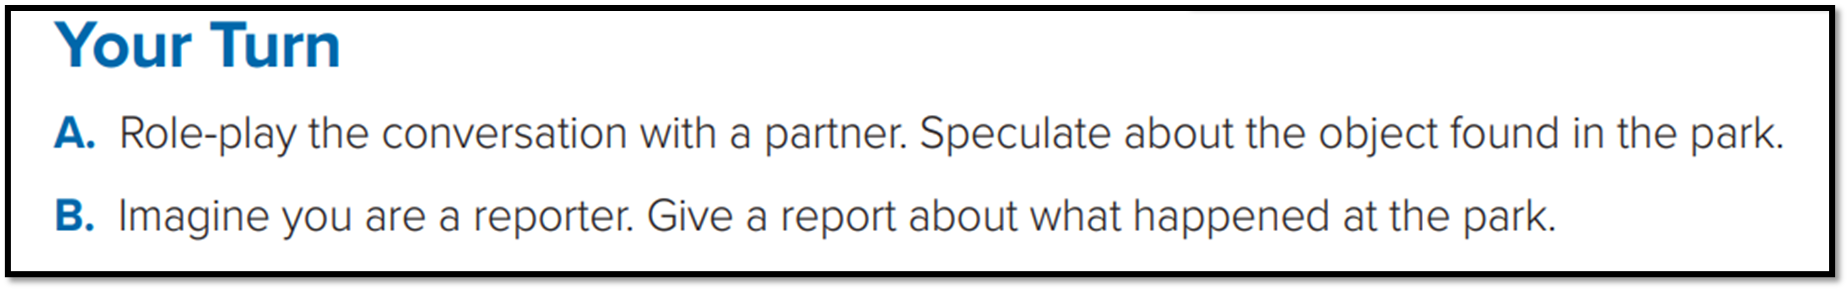 Your Turn
A. Role-play the conversation with a partner. Speculate about the object found in the park.
B. Imagine you are a reporter. Give a report about what happened at the park.